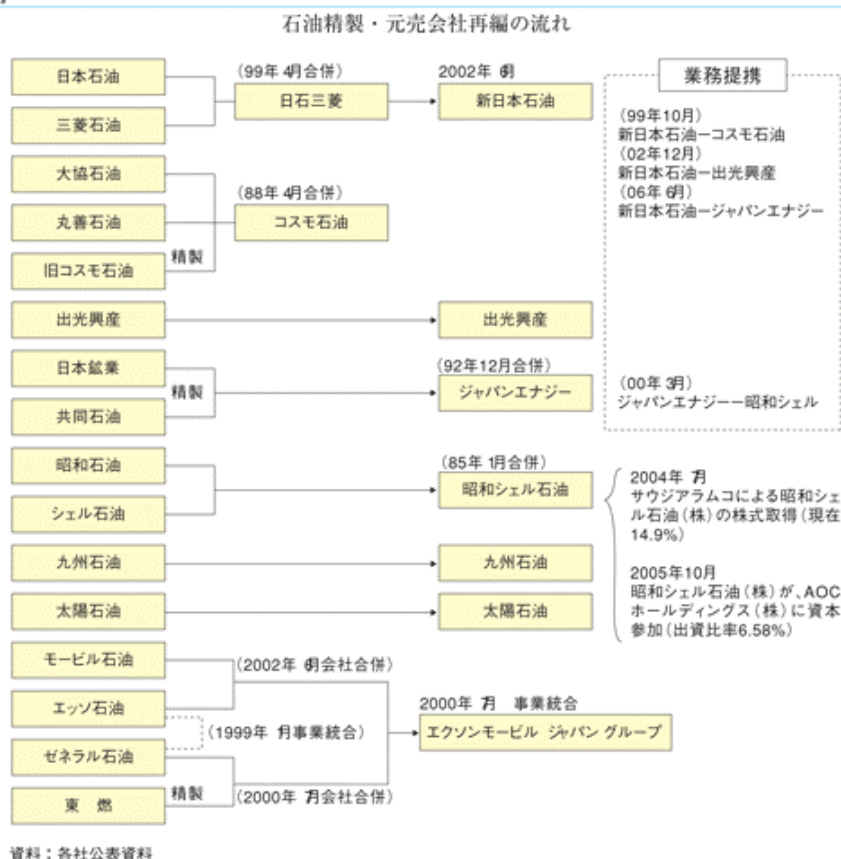 石油精製・元売会社再編の流れ
日本石油
三菱石油
(99年 4月合併)
日石三菱
2002年 6月
新日本石油
大協石油
丸善石油
旧コスモ石油
精製
(88年 4月合併)
コスモ石油
出光興産
出光興産
日本鉱業
共同石油
精製
(92年12月合併)
ジャパンエナジー
昭和石油
シェル石油
(85年 1月合併)
昭和シェル石油
九州石油
九州石油
太陽石油
太陽石油
モービル石油
エッソ石油
ゼネラル石油
東 燃
精製
(2002年 6月会社合併)
(1999年 1月事業統合)
(2000年 7月会社合併)
2000年 7月 事業統合
エクソンモービル ジャパン グループ
業務提携
(99年10月)
新日本石油ーコスモ石油
(02年12月)
新日本石油ー出光興産
(06年 6月)
新日本石油ージャパンエナジー
(00年 3月)
ジャパンエナジーー昭和シェル
2004年 7月
サウジアラムコによる昭和シェ
ル石油(株)の株式取得(現在
14.9%)
2005年10月
昭和シェル石油(株)が、AOC
ホールディングス(株)に資本
参加(出資比率6.58%)
資料：各社公表資料